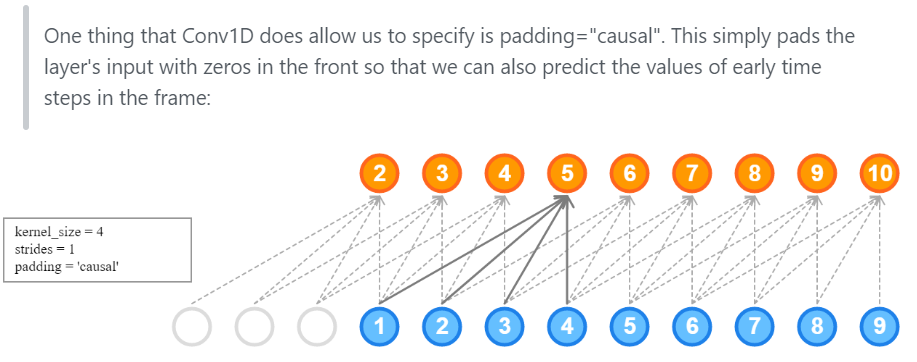 One thing that Conv1D does allow us to specify is padding="causal". This simply pads the
layer's input with zeros in the front so that we can also predict the values of early time
steps in the frame:
2 3 4 5 6 7 8 9 10
kernel_size = 4
strides = 1
padding = 'causal'
1 2 3 4 5 6 7 8 9